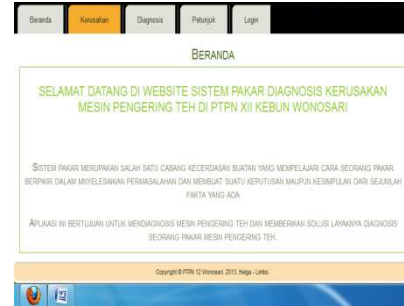 Beranda Kerusakan Diagnosis Petunjuk Login
BERANDA
SELAMAT DATANG DI WEBSITE SISTEM PAKAR DIAGNOSIS KERUSAKAN
MESIN PENGERING TEH DI PTPN XII KEBUN WONOSARI
SISTEM PAKAR MERUPAKAN SALAH SATU CABANG KECERDASAN BUATAN YANG MEMPELAJARI CARA SEORANG PAKAR
BERPIKIR DALAM MNYELESAIKAN PERMASALAHAN DAN MEMBUAT SUATU KEPUTUSAN MAUPUN KESIMPULAN DARI SEJUMLAH
FAKTA YANG ADA
APLIKASI INI BERTUJUAN UNTUK MENDIAGNOSIS MESIN PENGERING TEH DAN MEMBERIKAN SOLUSI LAYAKNYA DIAGNOSIS
SEORANG PAKAR MESIN PENGERING TEH.
Copyright © PTPN 12 Wonosari. 2013. Helga - Limbs.